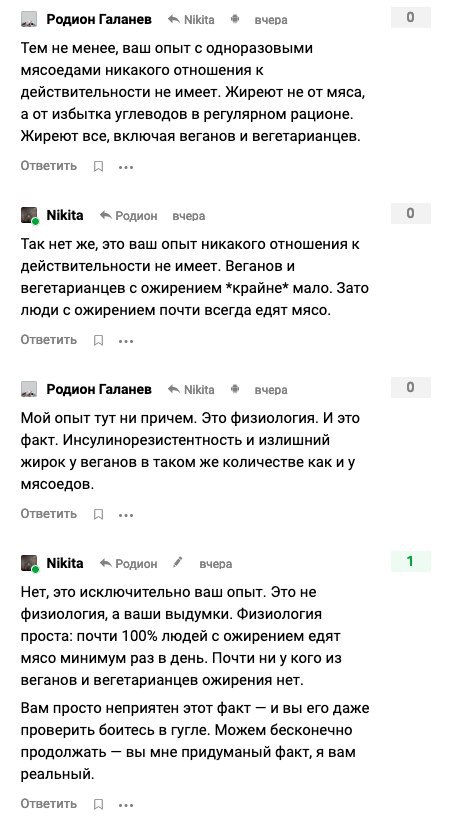 Родион Галанев Nikita вчера 0
Тем не менее, ваш опыт с одноразовыми
мясоедами никакого отношения к
действительности не имеет. Жиреют не от мяса,
а от избытка углеводов в регулярном рационе.
Жиреют все, включая веганов и вегетарианцев.
Ответить
Nikita Родион вчера 0
Так нет же, это ваш опыт никакого отношения к
действительности не имеет. Веганов и
вегетарианцев с ожирением *крайне* мало. Зато
люди с ожирением почти всегда едят мясо.
Ответить
Родион Галанев Nikita вчера 0
Мой опыт тут ни причем. Это физиология. И это
факт. Инсулинорезистентность и излишний
жирок у веганов в таком же количестве как и у
мясоедов.
Ответить
Nikita Родион вчера 1
Нет, это исключительно ваш опыт. Это не
физиология, а ваши выдумки. Физиология
проста: почти 100% людей с ожирением едят
мясо минимум раз в день. Почти ни у кого из
веганов и вегетарианцев ожирения нет.
Вам просто неприятен этот факт — и вы его даже
проверить боитесь в гугле. Можем бесконечно
продолжать — вы мне придуманый факт, я вам
реальный.
Ответить